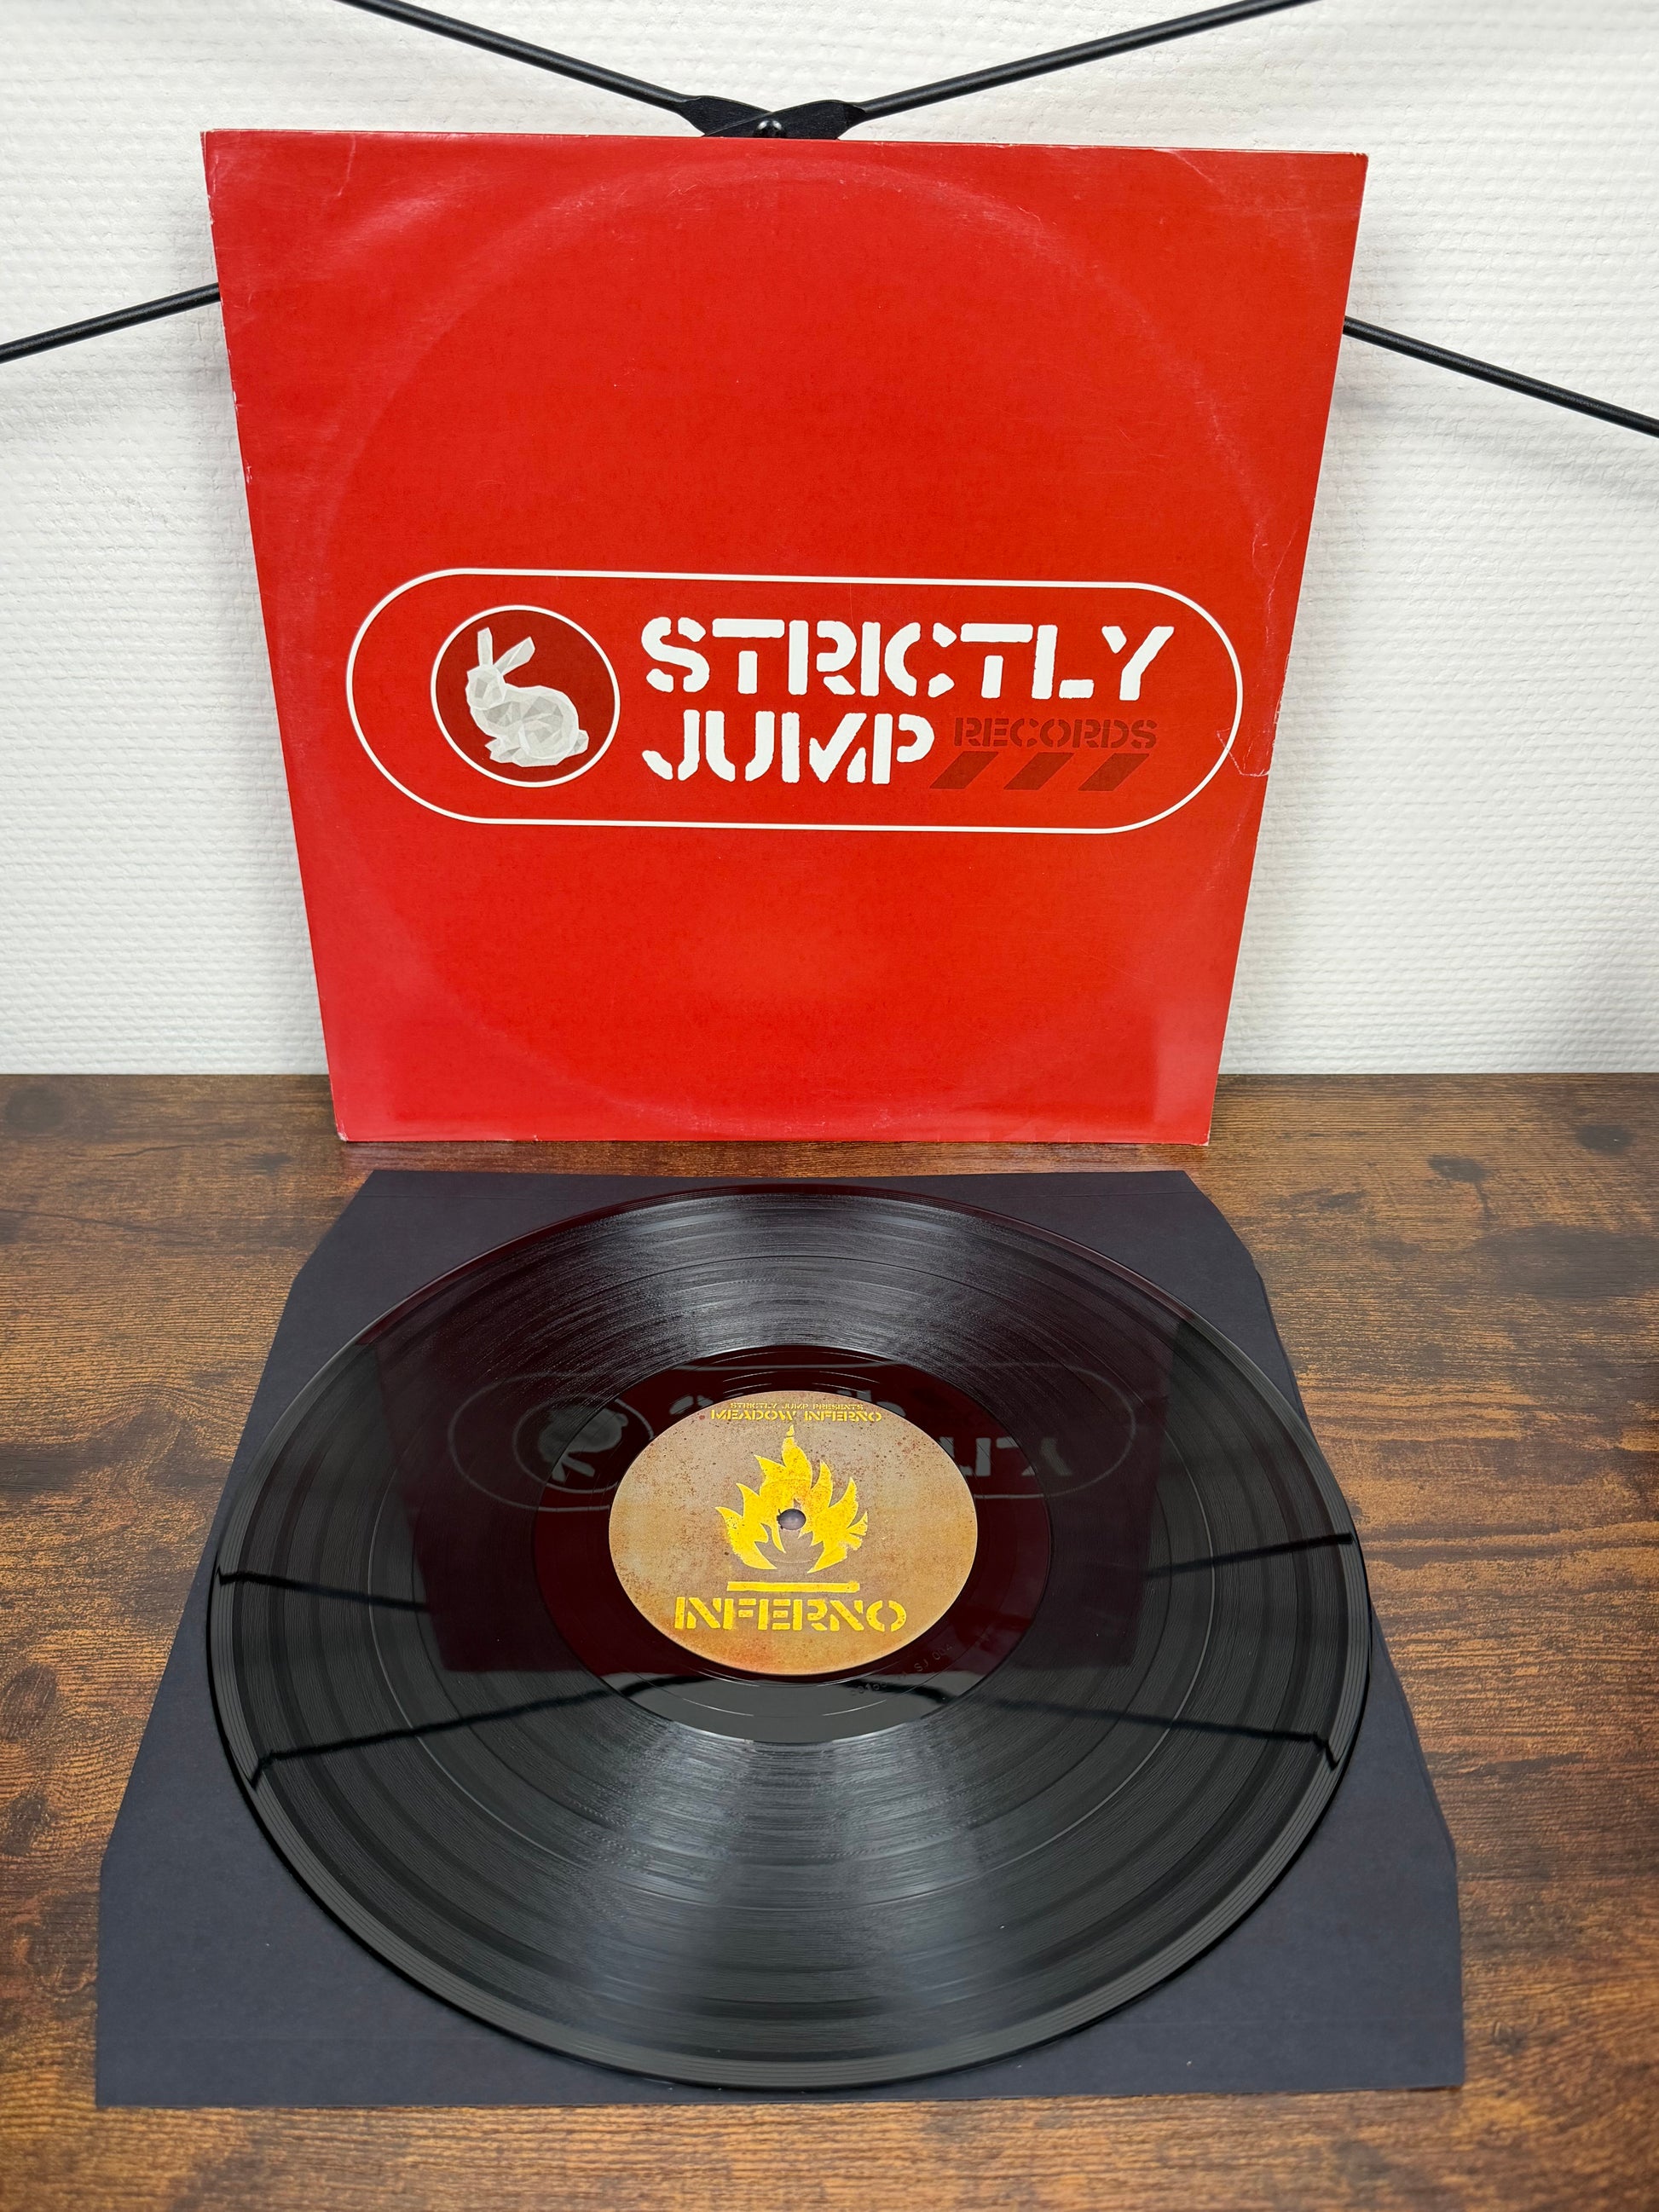 STRICTLY
JUMP RECORDS
STRICTLY JUMP PRESENTS
MEADOW INFERNO
INFERNO